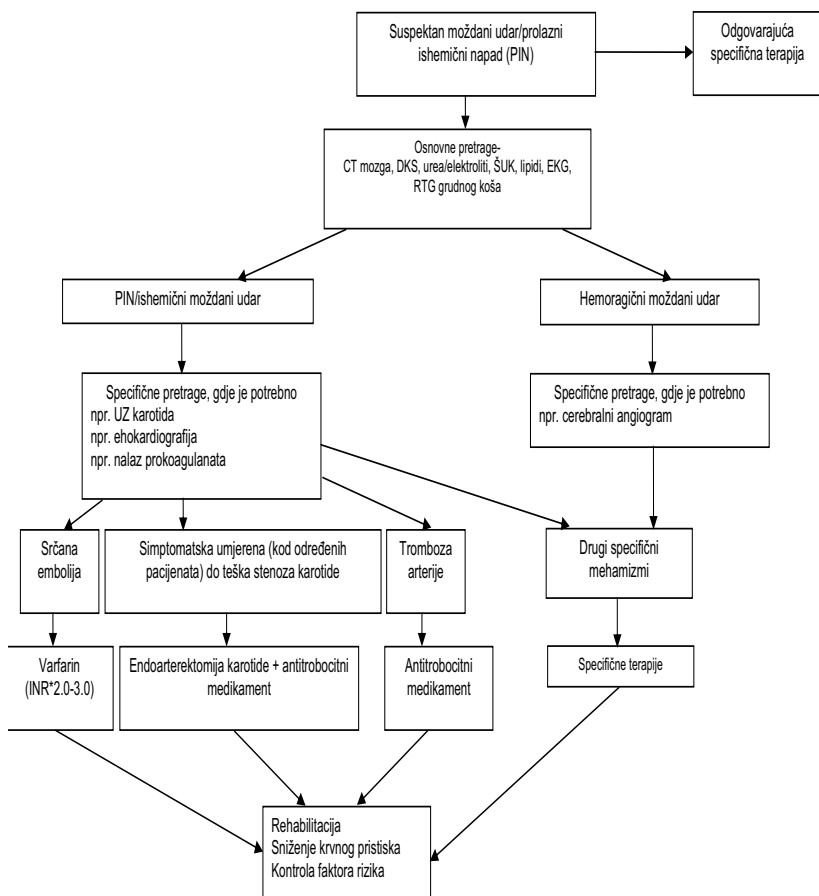 Suspektan moždani udar/prolazni
ishemični napad (PIN)
Odgovarajuća
specifična terapija
Osnovne pretrage-
CT mozga, DKS, urea/elektroliti, ŠUK, lipidi, EKG,
RTG grudnog koša
PIN/ishemični moždani udar
Hemoragični moždani udar
Specifične pretrage, gdje je potrebno
npr. UZ karotida
npr. ehokardiografija
npr. nalaz prokoagulanata
Specifične pretrage, gdje je potrebno
npr. cerebralni angiogram
Srčana
embolija
Simptomatska umjerena (kod određenih
pacijenata) do teška stenoza karotide
Tromboza
arterije
Drugi specifični
mehamizmi
Varfarin
(INR*2.0-3.0)
Endoarterektomija karotide + antitrobocitni
medikament
Antitrobocitni
medikament
Specifične terapije
Rehabilitacija
Sniženje krvnog pristiska
Kontrola faktora rizika